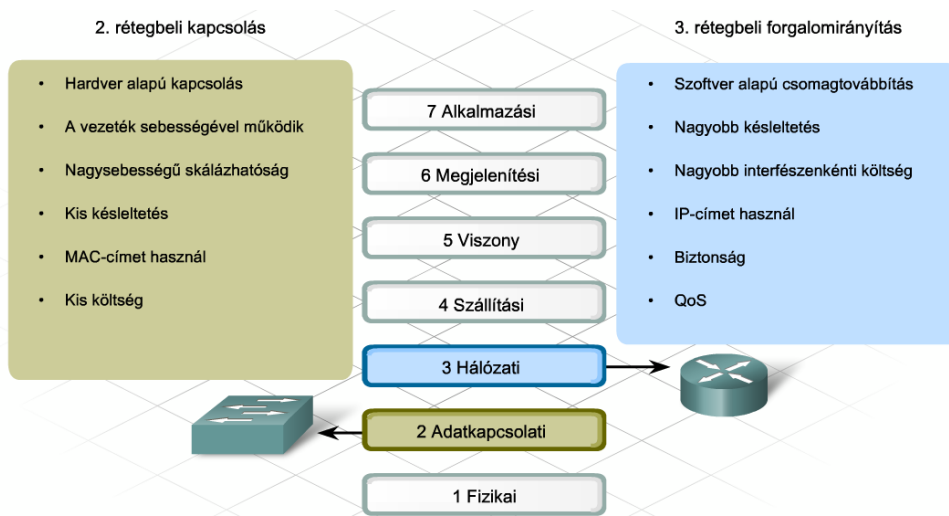 2. rétegbeli kapcsolás
• Hardver alapú kapcsolás
• A vezeték sebességével működik
• Nagysebességű skálázhatóság
• Kis késleltetés
• MAC-címet használ
• Kis költség
7 Alkalmazási
6 Megjelenítési
5 Viszony
4 Szállítási
3 Hálózati
2 Adatkapcsolati
1 Fizikai
3. rétegbeli forgalomirányítás
• Szoftver alapú csomagtovábbítás
• Nagyobb késleltetés
• Nagyobb interfészenkénti költség
• IP-címet használ
• Biztonság
• QoS